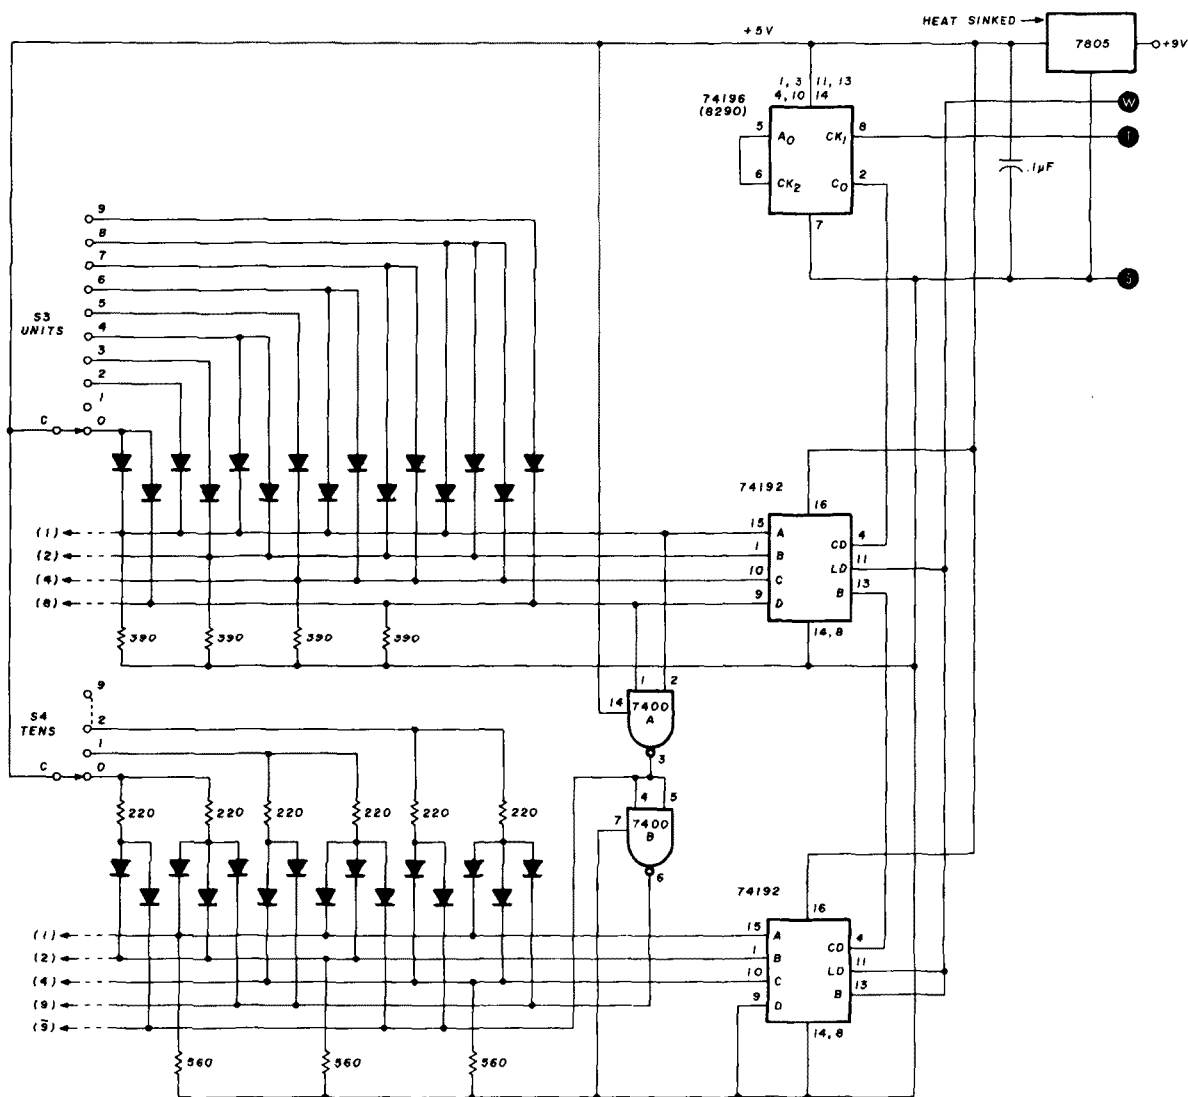 HEAT SINKED
7805
+9V
+5V
1, 3 11, 13
4, 10 14
74196
(8290)
W
5 A0 CK1 8
6 CK2 C0 2
7
.1µF
9
8
7
6
5
4
3
2
1
0
S3
UNITS
C
74192
16
(1) 15 A
(2) 1 B CD 4
(4) 10 C LD 11
(8) 9 D B 13
14, 8
390 390 390 390
1 2
14 7400
A
3
9
2
1
0
S4
TENS
C
220 220 220 220 220 220
4 5
7 7400
B
6
74192
16
(1) 15 A
(2) 1 B CD 4
(4) 10 C LD 11
(9) 9 D B 13
(9̅)
14, 8
560 560 560